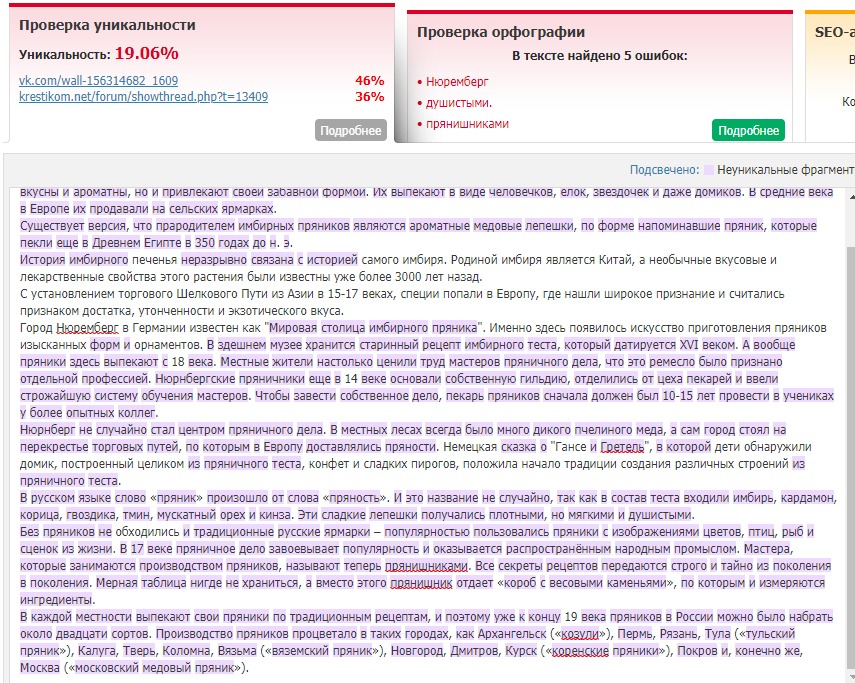 Проверка уникальности
Уникальность: 19.06%
vk.com/wall-156314682_1609 46%
krestikom.net/forum/showthread.php?t=13409 36%
Подробнее
Проверка орфографии
В тексте найдено 5 ошибок:
• Нюремберг
• душистыми.
• прянишниками
Подробнее
SEO-а
В
Ко
Подсвечено: Неуникальные фрагмент
вкусны и ароматны, но и привлекают своей забавной формой. Их выпекают в виде человечков, елок, звездочек и даже домиков. В средние века
в Европе их продавали на сельских ярмарках.
Существует версия, что прародителем имбирных пряников являются ароматные медовые лепешки, по форме напоминавшие пряник, которые
пекли еще в Древнем Египте в 350 годах до н. э.
История имбирного печенья неразрывно связана с историей самого имбиря. Родиной имбиря является Китай, а необычные вкусовые и
лекарственные свойства этого растения были известны уже более 3000 лет назад.
С установлением торгового Шелкового Пути из Азии в 15-17 веках, специи попали в Европу, где нашли широкое признание и считались
признаком достатка, утонченности и экзотического вкуса.
Город Нюремберг в Германии известен как "Мировая столица имбирного пряника". Именно здесь появилось искусство приготовления пряников
изысканных форм и орнаментов. В здешнем музее хранится старинный рецепт имбирного теста, который датируется XVI веком. А вообще
пряники здесь выпекают с 18 века. Местные жители настолько ценили труд мастеров пряничного дела, что это ремесло было признано
отдельной профессией. Нюрнбергские пряничники еще в 14 веке основали собственную гильдию, отделились от цеха пекарей и ввели
строжайшую систему обучения мастеров. Чтобы завести собственное дело, пекарь пряников сначала должен был 10-15 лет провести в учениках
у более опытных коллег.
Нюрнберг не случайно стал центром пряничного дела. В местных лесах всегда было много дикого пчелиного меда, а сам город стоял на
перекрестье торговых путей, по которым в Европу доставлялись пряности. Немецкая сказка о "Гансе и Гретель", в которой дети обнаружили
домик, построенный целиком из пряничного теста, конфет и сладких пирогов, положила начало традиции создания различных строений из
пряничного теста.
В русском языке слово «пряник» произошло от слова «пряность». И это название не случайно, так как в состав теста входили имбирь, кардамон,
корица, гвоздика, тмин, мускатный орех и кинза. Эти сладкие лепешки получались плотными, но мягкими и душистыми.
Без пряников не обходились и традиционные русские ярмарки – популярностью пользовались пряники с изображениями цветов, птиц, рыб и
сценок из жизни. В 17 веке пряничное дело завоевывает популярность и оказывается распространённым народным промыслом. Мастера,
которые занимаются производством пряников, называют теперь прянишниками. Все секреты рецептов передаются строго и тайно из поколения
в поколения. Мерная таблица нигде не храниться, а вместо этого прянищник отдает «короб с весовыми каменьями», по которым и измеряются
ингредиенты.
В каждой местности выпекают свои пряники по традиционным рецептам, и поэтому уже к концу 19 века пряников в России можно было набрать
около двадцати сортов. Производство пряников процветало в таких городах, как Архангельск («козули»), Пермь, Рязань, Тула («тульский
пряник»), Калуга, Тверь, Коломна, Вязьма («вяземский пряник»), Новгород, Дмитров, Курск («коренские пряники»), Покров и, конечно же,
Москва («московский медовый пряник»).